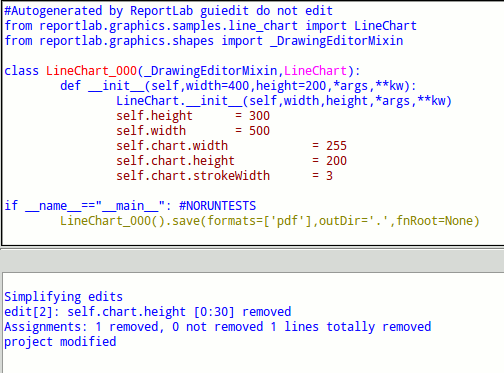 #Autogenerated by ReportLab guiedit do not edit
from reportlab.graphics.samples.line_chart import LineChart
from reportlab.graphics.shapes import _DrawingEditorMixin

class LineChart_000(_DrawingEditorMixin,LineChart):
        def __init__(self,width=400,height=200,*args,**kw):
                LineChart.__init__(self,width,height,*args,**kw)
                self.height      = 300
                self.width       = 500
                self.chart.width            = 255
                self.chart.height           = 200
                self.chart.strokeWidth      = 3

if __name__=="__main__": #NORUNTESTS
        LineChart_000().save(formats=['pdf'],outDir='.',fnRoot=None)

Simplifying edits
edit[2]: self.chart.height [0:30] removed
Assignments: 1 removed, 0 not removed 1 lines totally removed
project modified